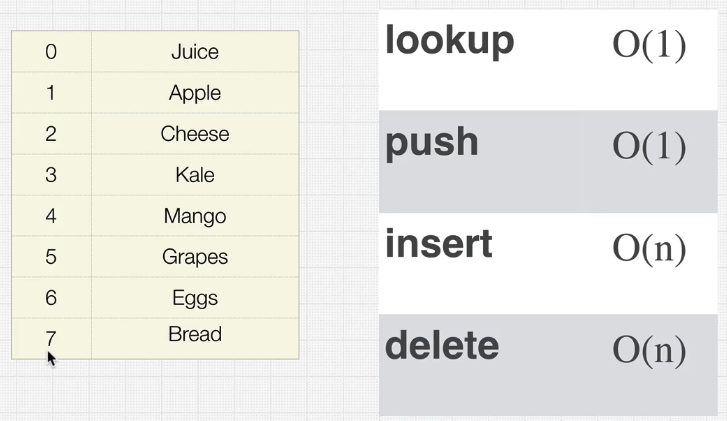 0 Juice
1 Apple
2 Cheese
3 Kale
4 Mango
5 Grapes
6 Eggs
7 Bread
lookup O(1)
push O(1)
insert O(n)
delete O(n)